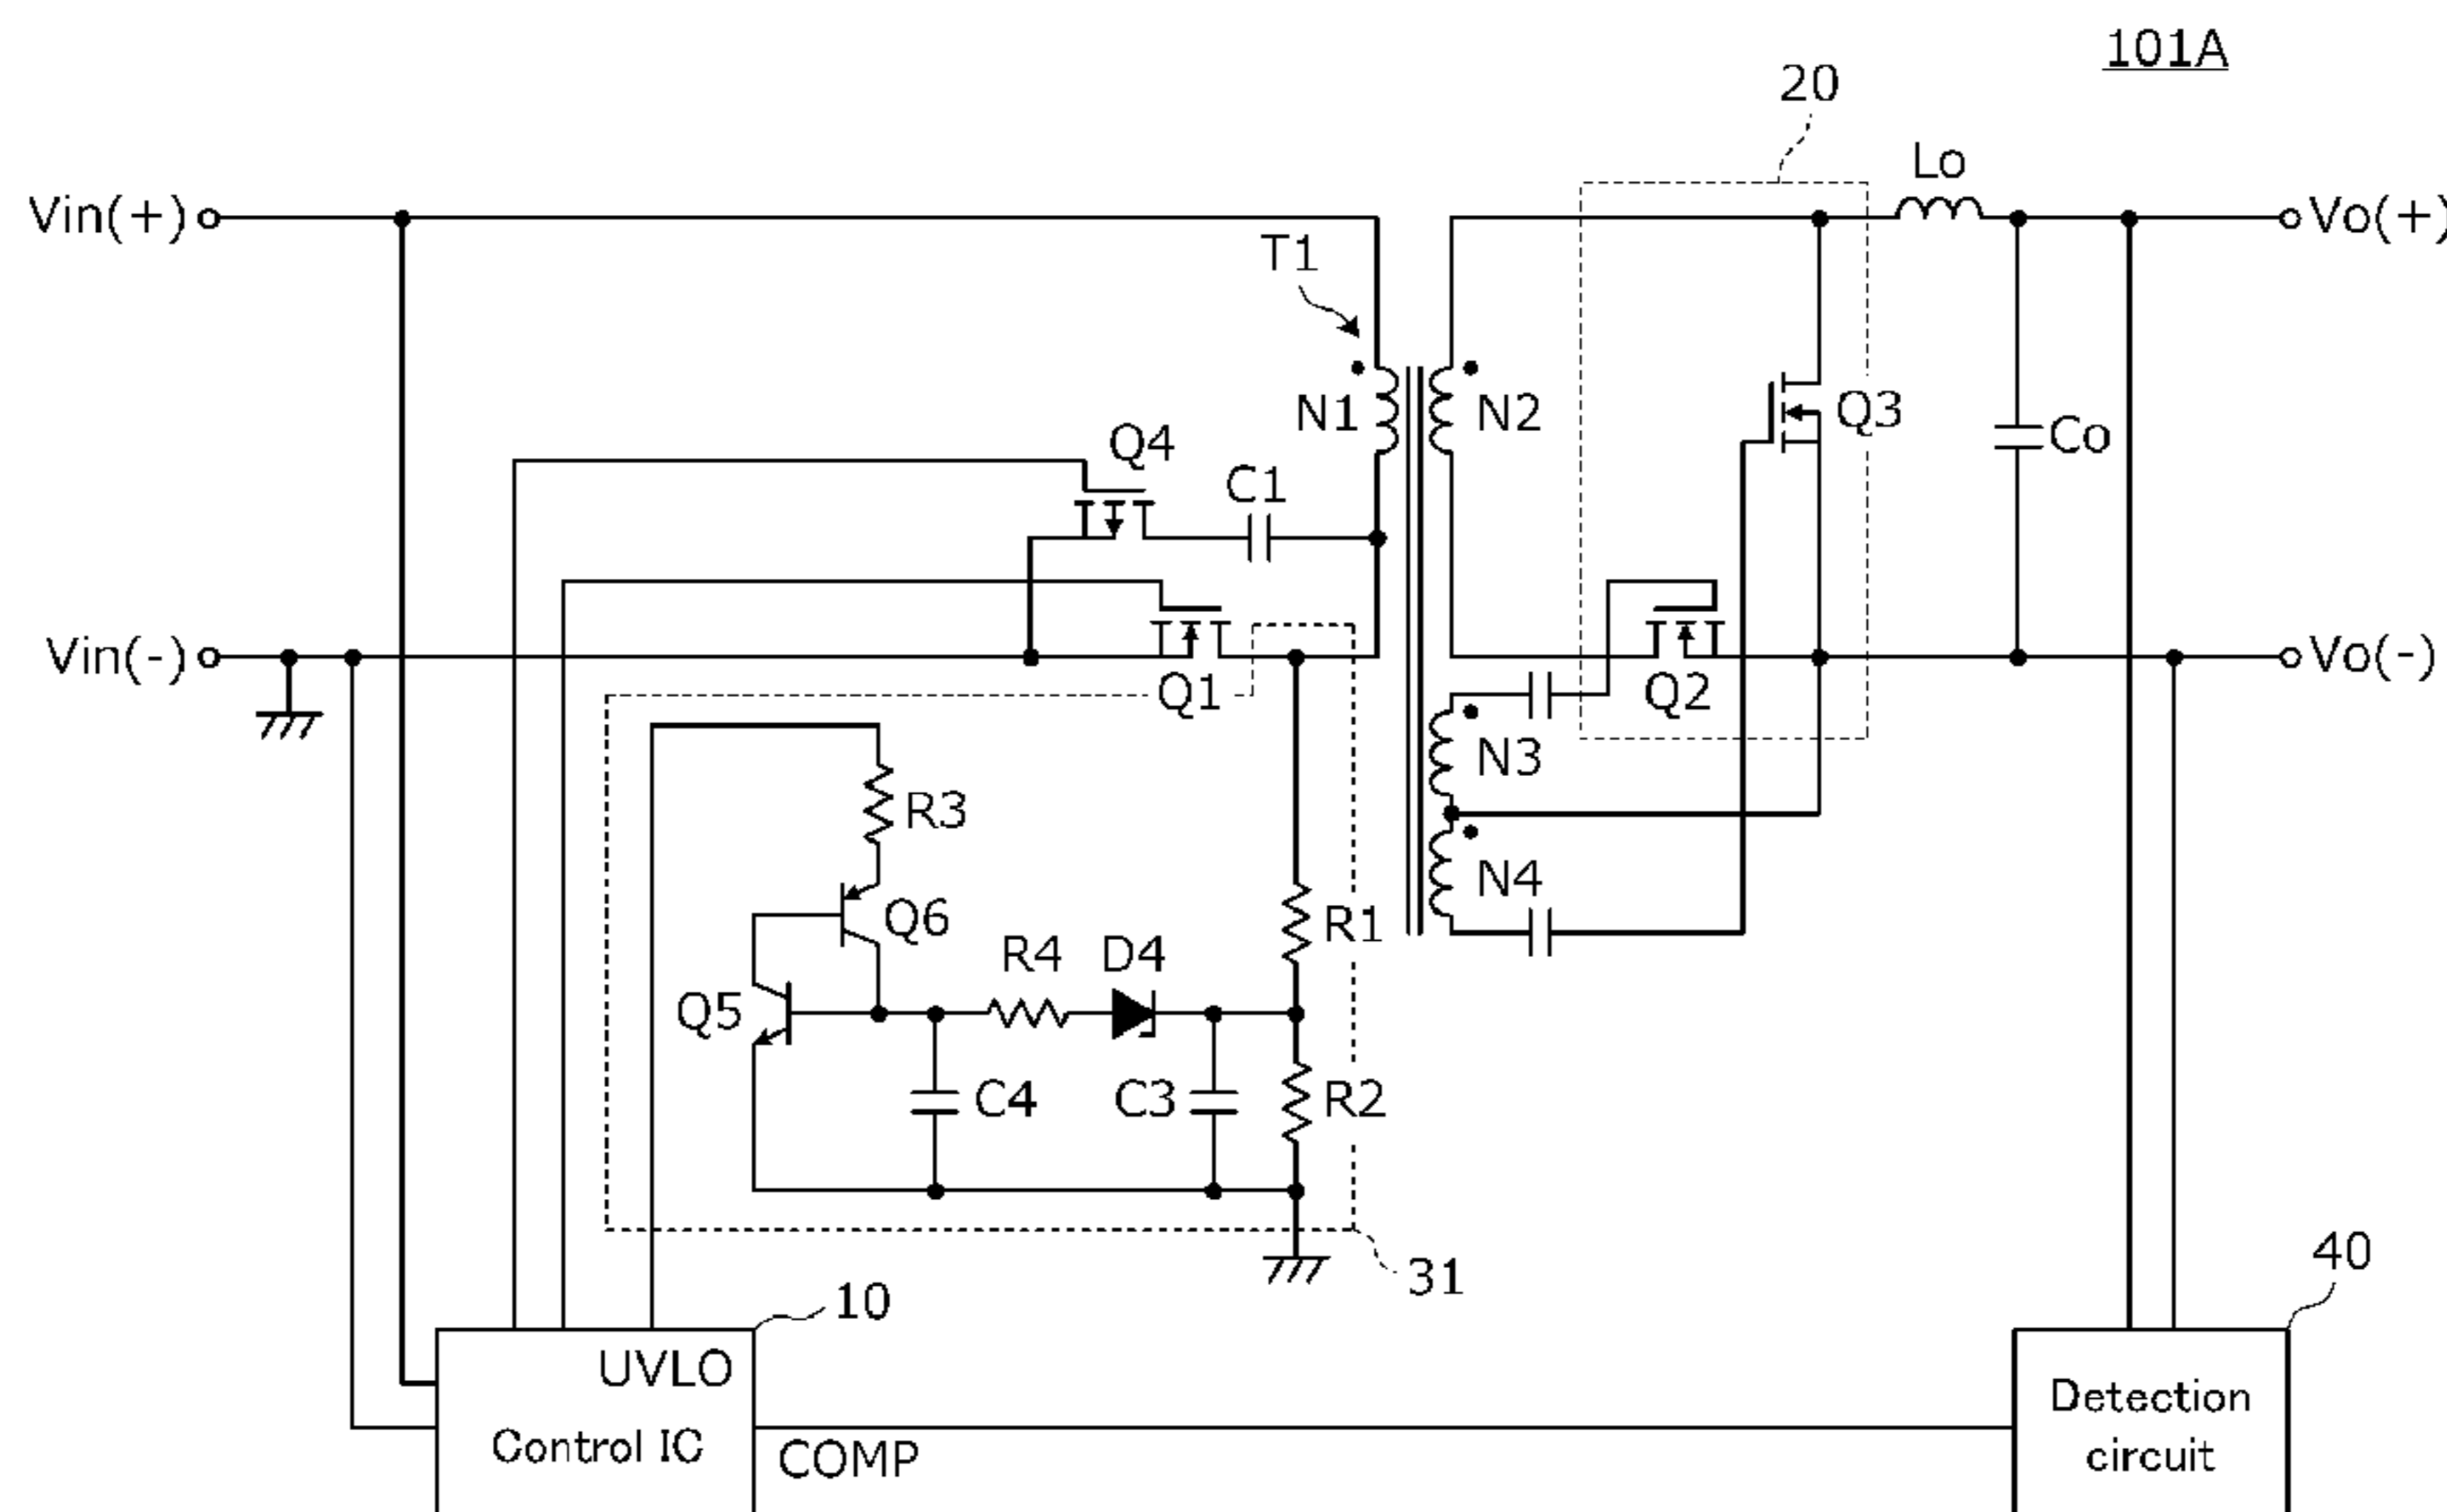 101A
20
Lo
Vin(+)
Vo(+)
T1
N1
N2
Q3
Co
Q4
C1
Vin(-)
Q1
Q2
Vo(-)
N3
R3
N4
Q6
R1
R4
D4
Q5
C4
C3
R2
31
40
10
UVLO
Control IC
COMP
Detection
circuit